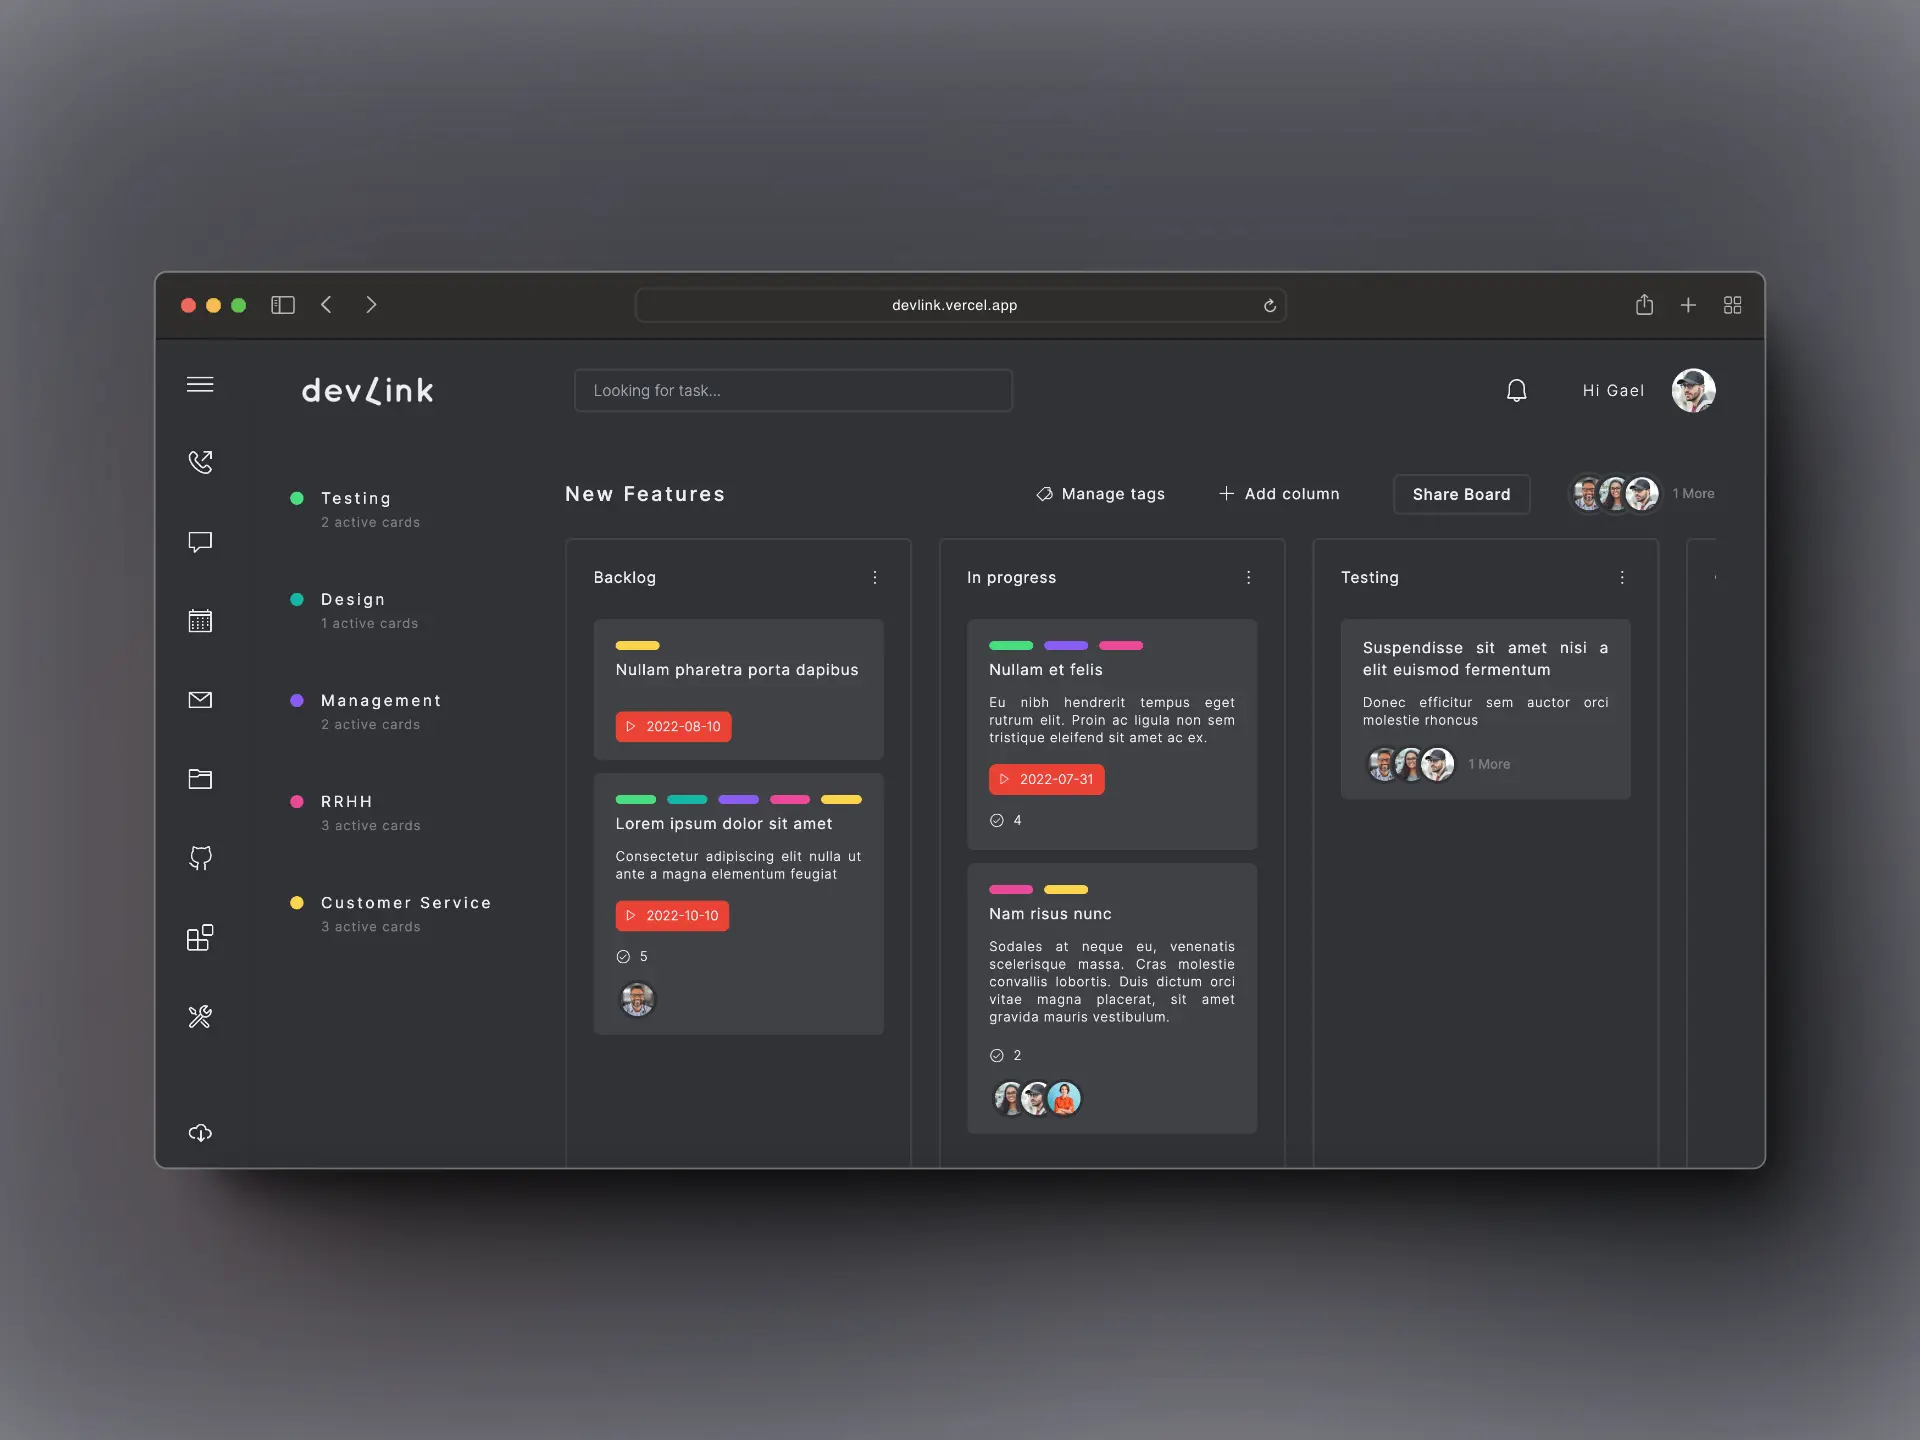 devlink.vercel.app
devLink
Looking for task...
Hi Gael
Testing
2 active cards
Design
1 active cards
Management
2 active cards
RRHH
3 active cards
Customer Service
3 active cards
New Features
Manage tags
Add column
Share Board
1 More
Backlog
Nullam pharetra porta dapibus
2022-08-10
Lorem ipsum dolor sit amet
Consectetur adipiscing elit nulla ut
ante a magna elementum feugiat
2022-10-10
5
In progress
Nullam et felis
Eu nibh hendrerit tempus eget
rutrum elit. Proin ac ligula non sem
tristique eleifend sit amet ac ex.
2022-07-31
4
Nam risus nunc
Sodales at neque eu, venenatis
scelerisque massa. Cras molestie
convallis lobortis. Duis dictum orci
vitae magna placerat, sit amet
gravida mauris vestibulum.
2
Testing
Suspendisse sit amet nisi a
elit euismod fermentum
Donec efficitur sem auctor orci
molestie rhoncus
1 More